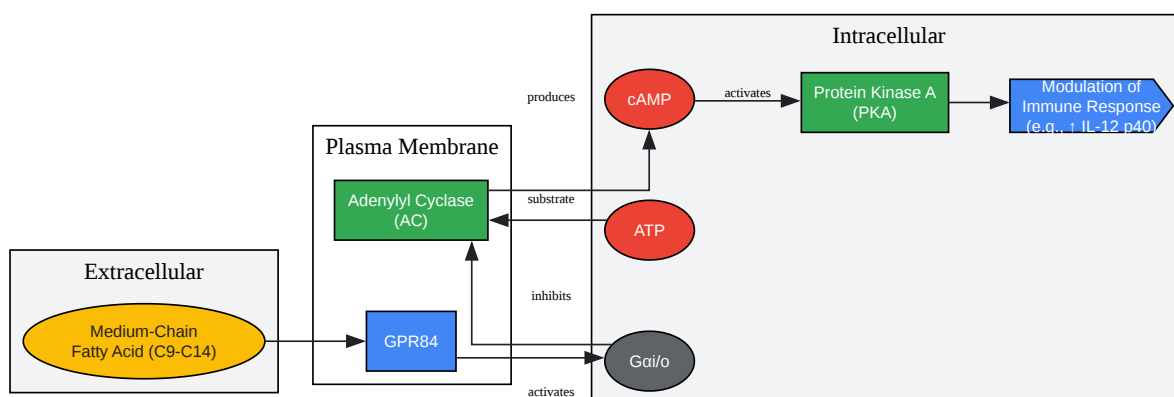 Intracellular
produces
cAMP
activates
Protein Kinase A
(PKA)
Modulation of
Immune Response
(e.g., ↑ IL-12 p40)
Plasma Membrane
Adenylyl Cyclase
(AC)
substrate
ATP
Extracellular
Medium-Chain
Fatty Acid (C9-C14)
GPR84
inhibits
Gαi/o
activates